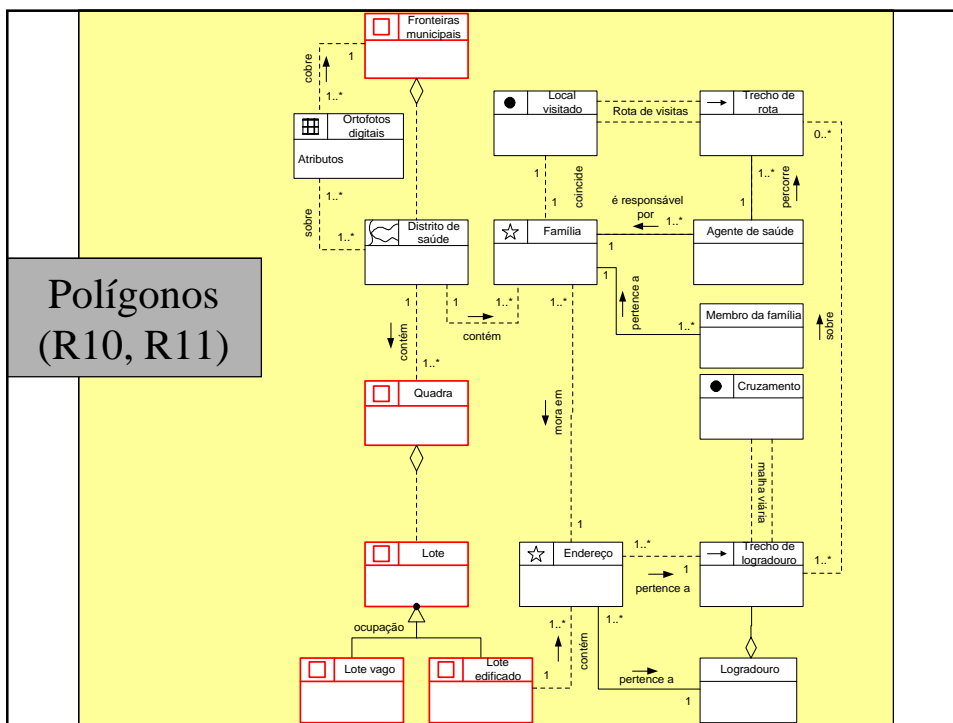 Fronteiras
municipais
cobre
1
1..*
Ortofotos
digitais
Atributos
1..*
sobre
1..*
Distrito de
saúde
Local
visitado
Rota de visitas
Trecho de
rota
0..*
1
coincide
1
é responsável
por
1..*
1
1..*
percorre
1
Família
Agente de saúde
1
1..*
contém
1
contém
1..*
1..*
1
pertence a
1..*
Membro da família
sobre
Polígonos
(R10, R11)
Quadra
mora em
Cruzamento
malha viária
1
Lote
Endereço
1..*
pertence a
1
Trecho de
logradouro
1..*
ocupação
1..*
contém
1..*
Lote vago
Lote
edificado
1
pertence a
1
Logradouro